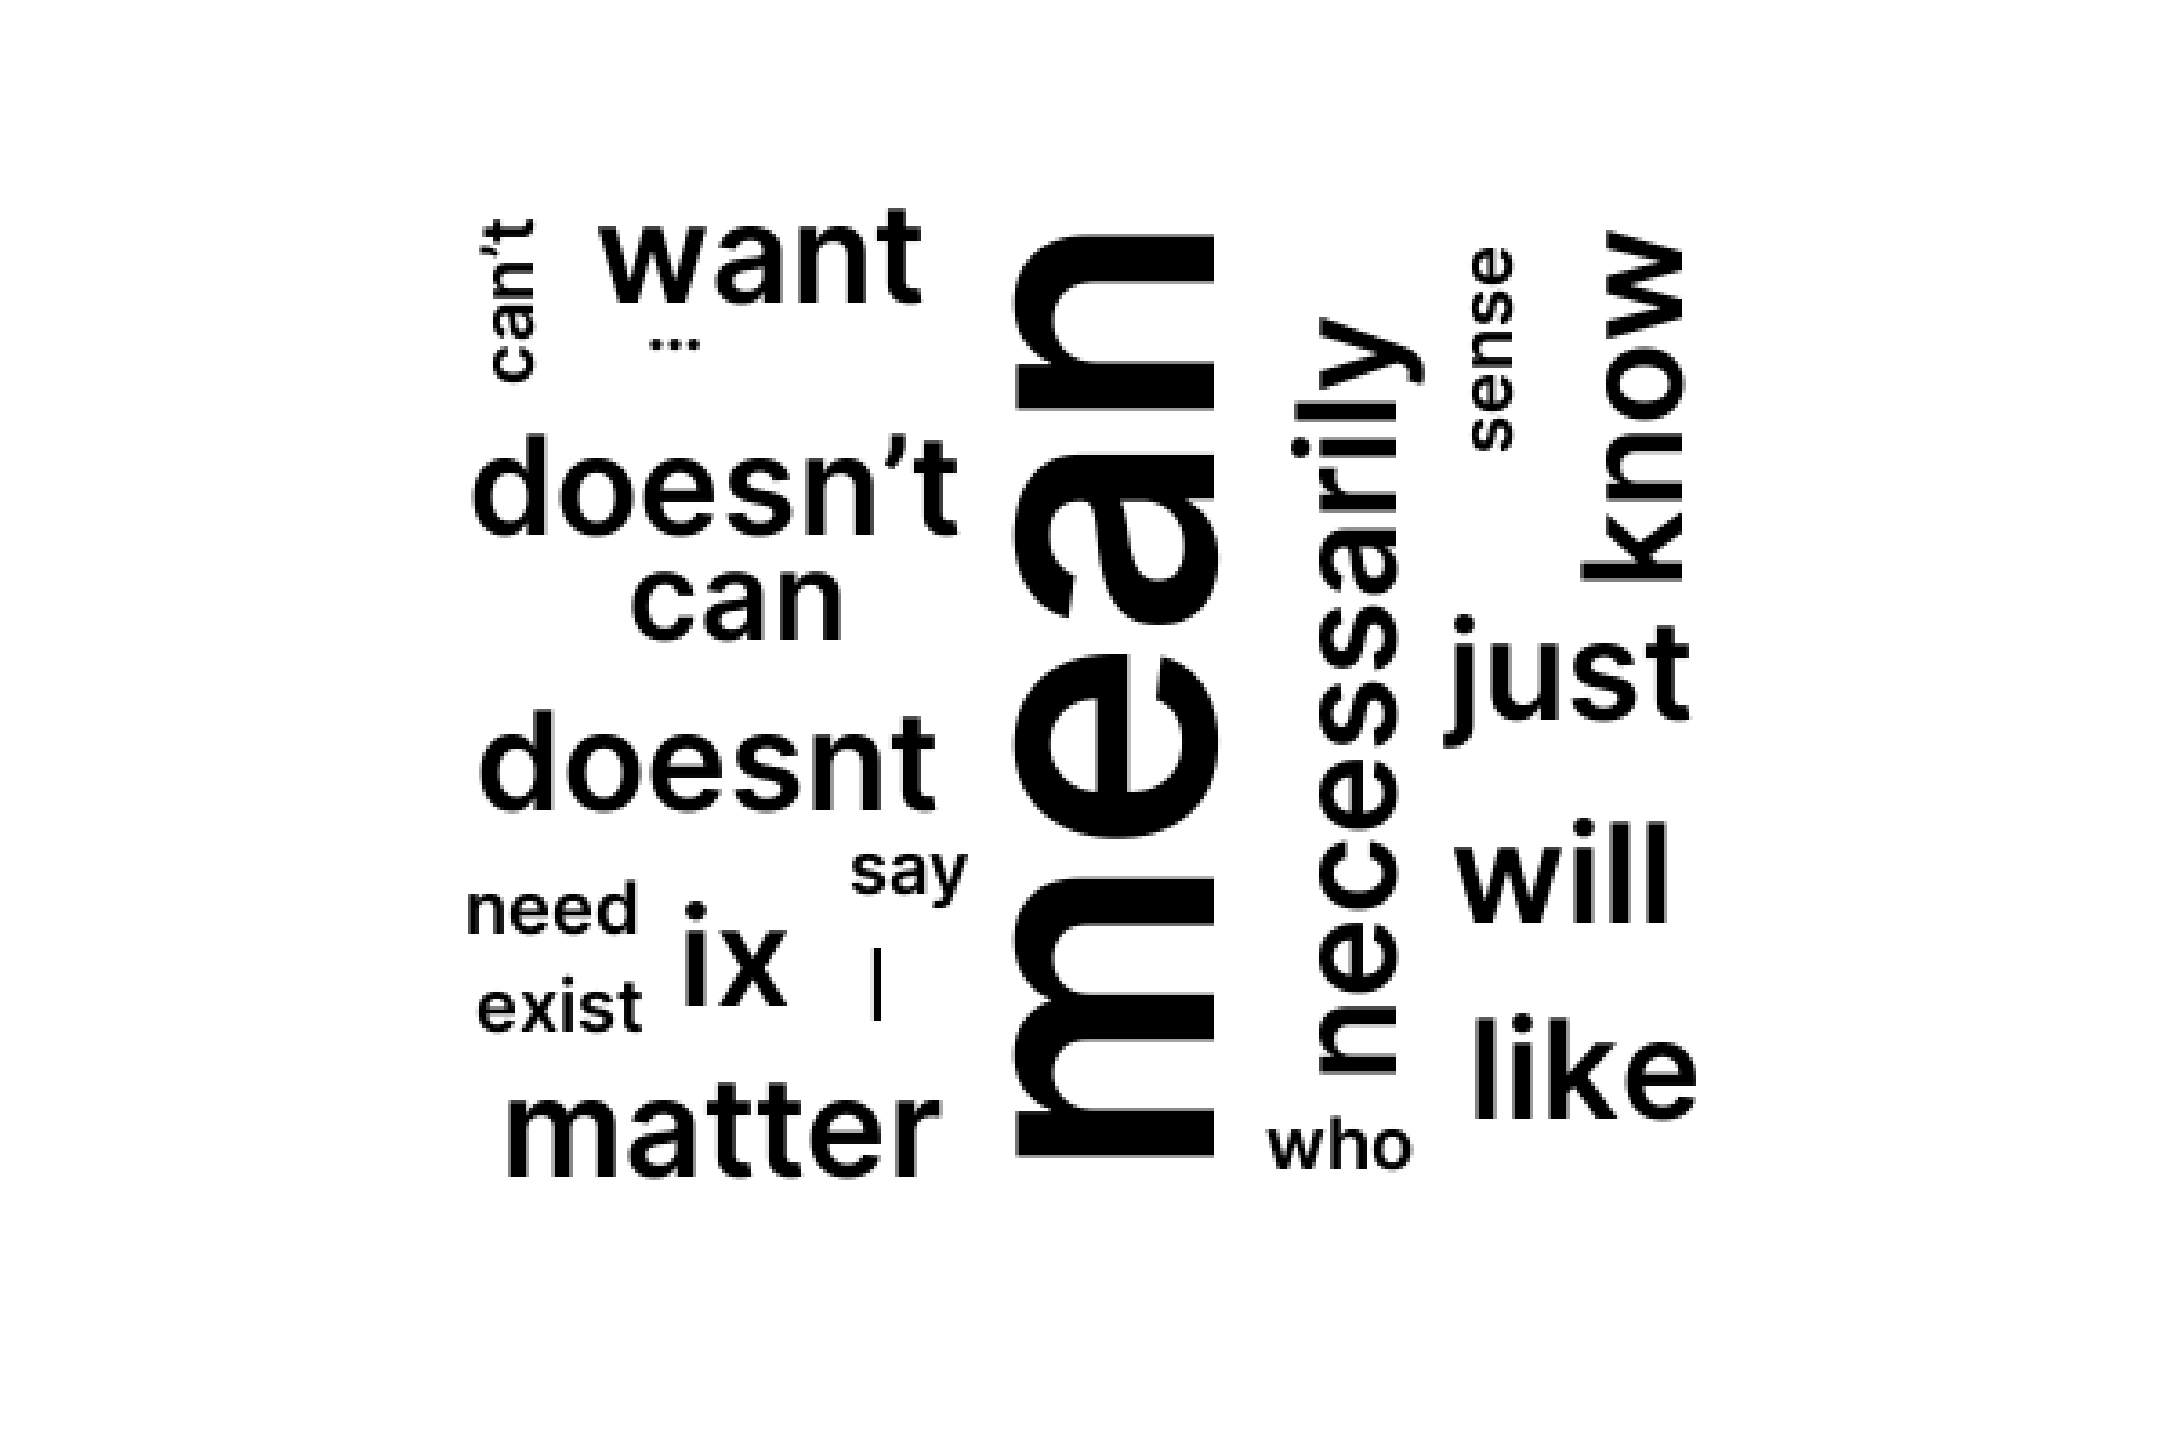 can’t
want
...
doesn’t
can
doesnt
say
need
ix
exist
|
matter
mean
necessarily
who
sense
know
just
will
like